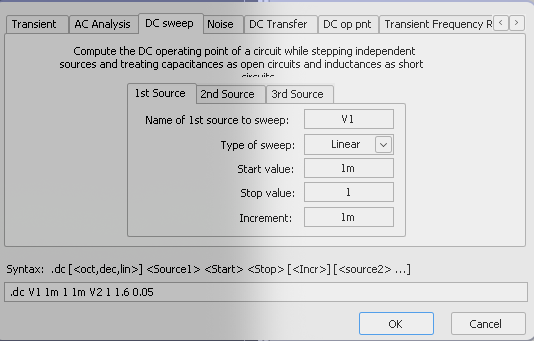 Transient AC Analysis DC sweep Noise DC Transfer DC op pnt Transient Frequency R
Compute the DC operating point of a circuit while stepping independent
sources and treating capacitances as open circuits and inductances as short
circuits
1st Source 2nd Source 3rd Source
Name of 1st source to sweep: V1
Type of sweep: Linear
Start value: 1m
Stop value: 1
Increment: 1m
Syntax: .dc [<oct,dec,lin>] <Source1> <Start> <Stop> [<Incr>] [<source2> ...]
.dc V1 1m 1 1m V2 1 1.6 0.05
OK Cancel